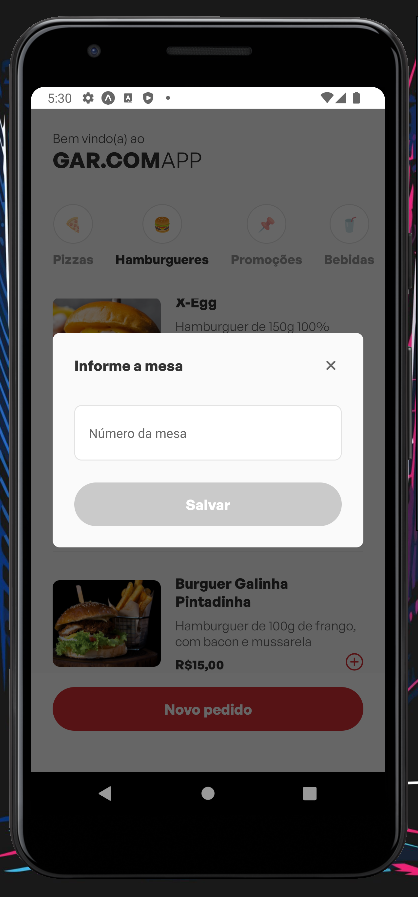 5:30
Bem vindo(a) ao
GAR.COMAPP
Pizzas
Hamburgueres
Promoções
Bebidas
X-Egg
Hamburguer de 150g 100%
Informe a mesa
Número da mesa
Salvar
Burguer Galinha
Pintadinha
Hamburguer de 100g de frango,
com bacon e mussarela
R$15,00
Novo pedido